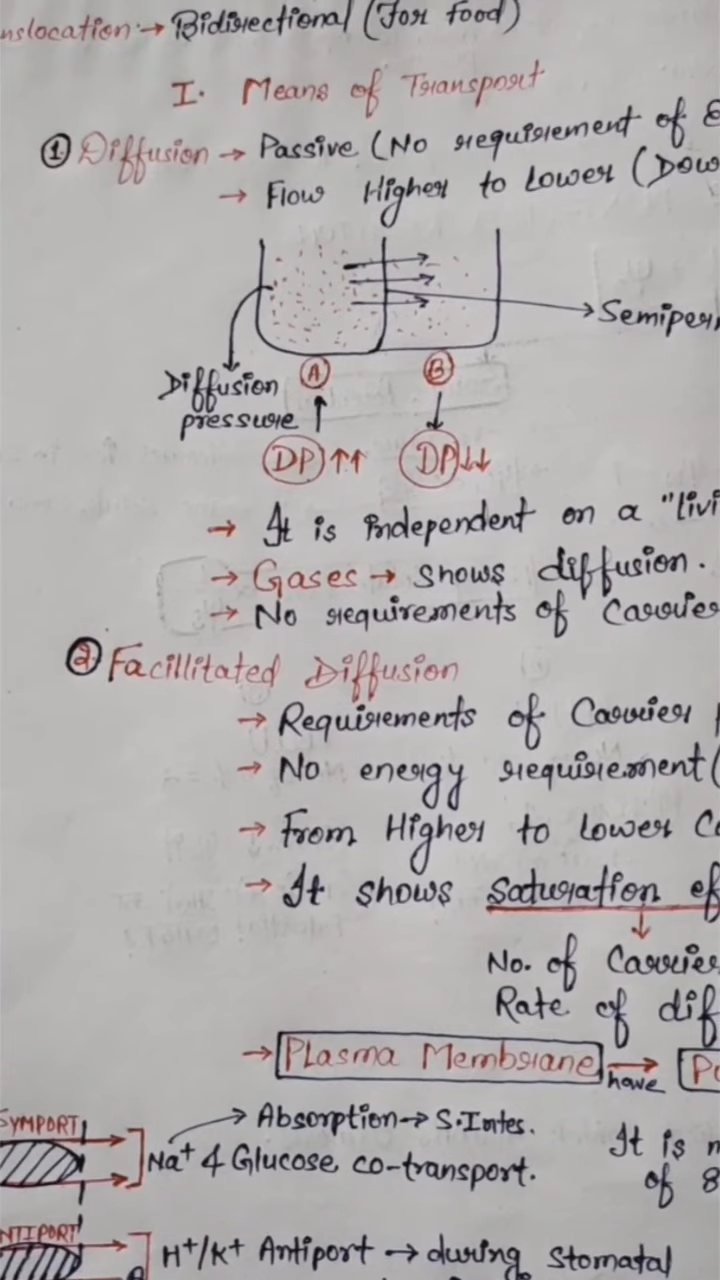 nslocation → Bidirectional (For food)
I. Means of Transport
① Diffusion → Passive (No requirement of E
→ Flow Higher to Lower (Dow
→ Semiper
Diffusion pressure
A B
DP ↑↑ DP ↓↓
→ It is independent on a "livi
→ Gases → shows diffusion.
→ No requirements of Carrier
② Facillitated Diffusion
→ Requirements of Carrier
→ No energy requirement (
→ From Higher to Lower Co
→ It shows saturation ef
No. of Carrier
Rate of dif
→ Plasma Membrane → have Po
SYMPORT → Absorption → S.Intes.
Na+ & Glucose co-transport.
It is m
of 8
NTIPORT H+/K+ Antiport → during Stomatal